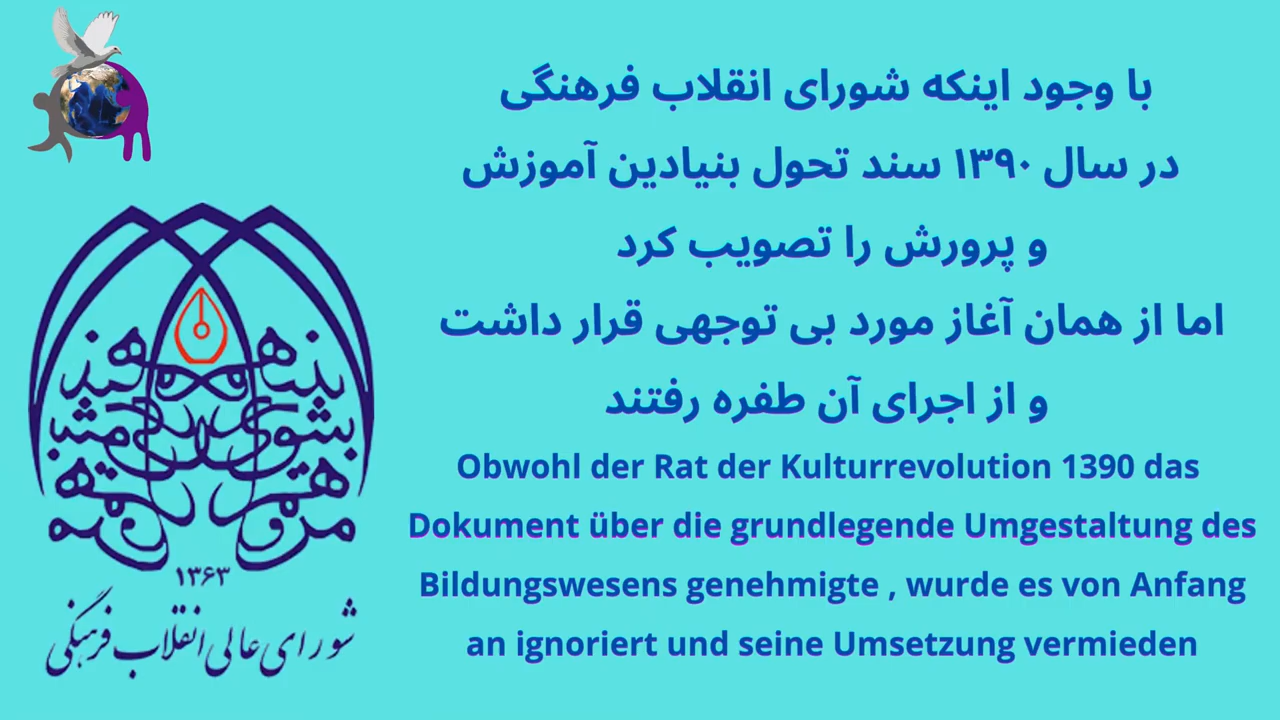 با وجود اینکه شورای انقلاب فرهنگی
در سال ۱۳۹۰ سند تحول بنیادین آموزش
و پرورش را تصویب کرد
اما از همان آغاز مورد بی توجهی قرار داشت
و از اجرای آن طفره رفتند
Obwohl der Rat der Kulturrevolution 1390 das
Dokument über die grundlegende Umgestaltung des
Bildungswesens genehmigte , wurde es von Anfang
an ignoriert und seine Umsetzung vermieden
۱۳۶۳
شورای عالی انقلاب فرهنگی